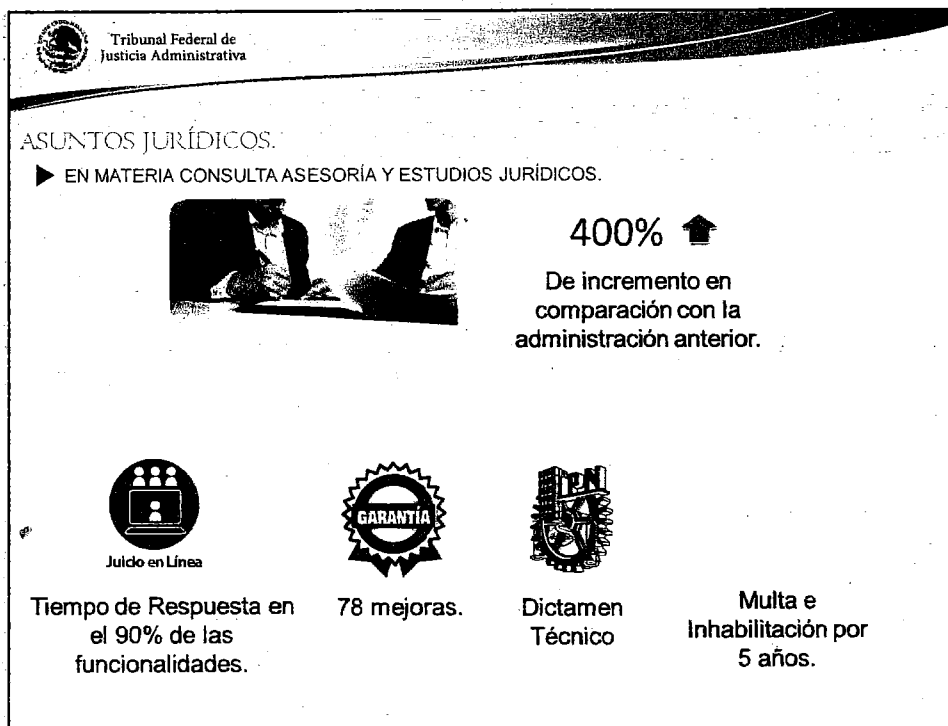 Tribunal Federal de
Justicia Administrativa
ASUNTOS JURÍDICOS.
EN MATERIA CONSULTA ASESORÍA Y ESTUDIOS JURÍDICOS.
400%
De incremento en
comparación con la
administración anterior.
Juicio en Línea
GARANTÍA
IPN
Tiempo de Respuesta en
el 90% de las
funcionalidades.
78 mejoras.
Dictamen
Técnico
Multa e
Inhabilitación por
5 años.